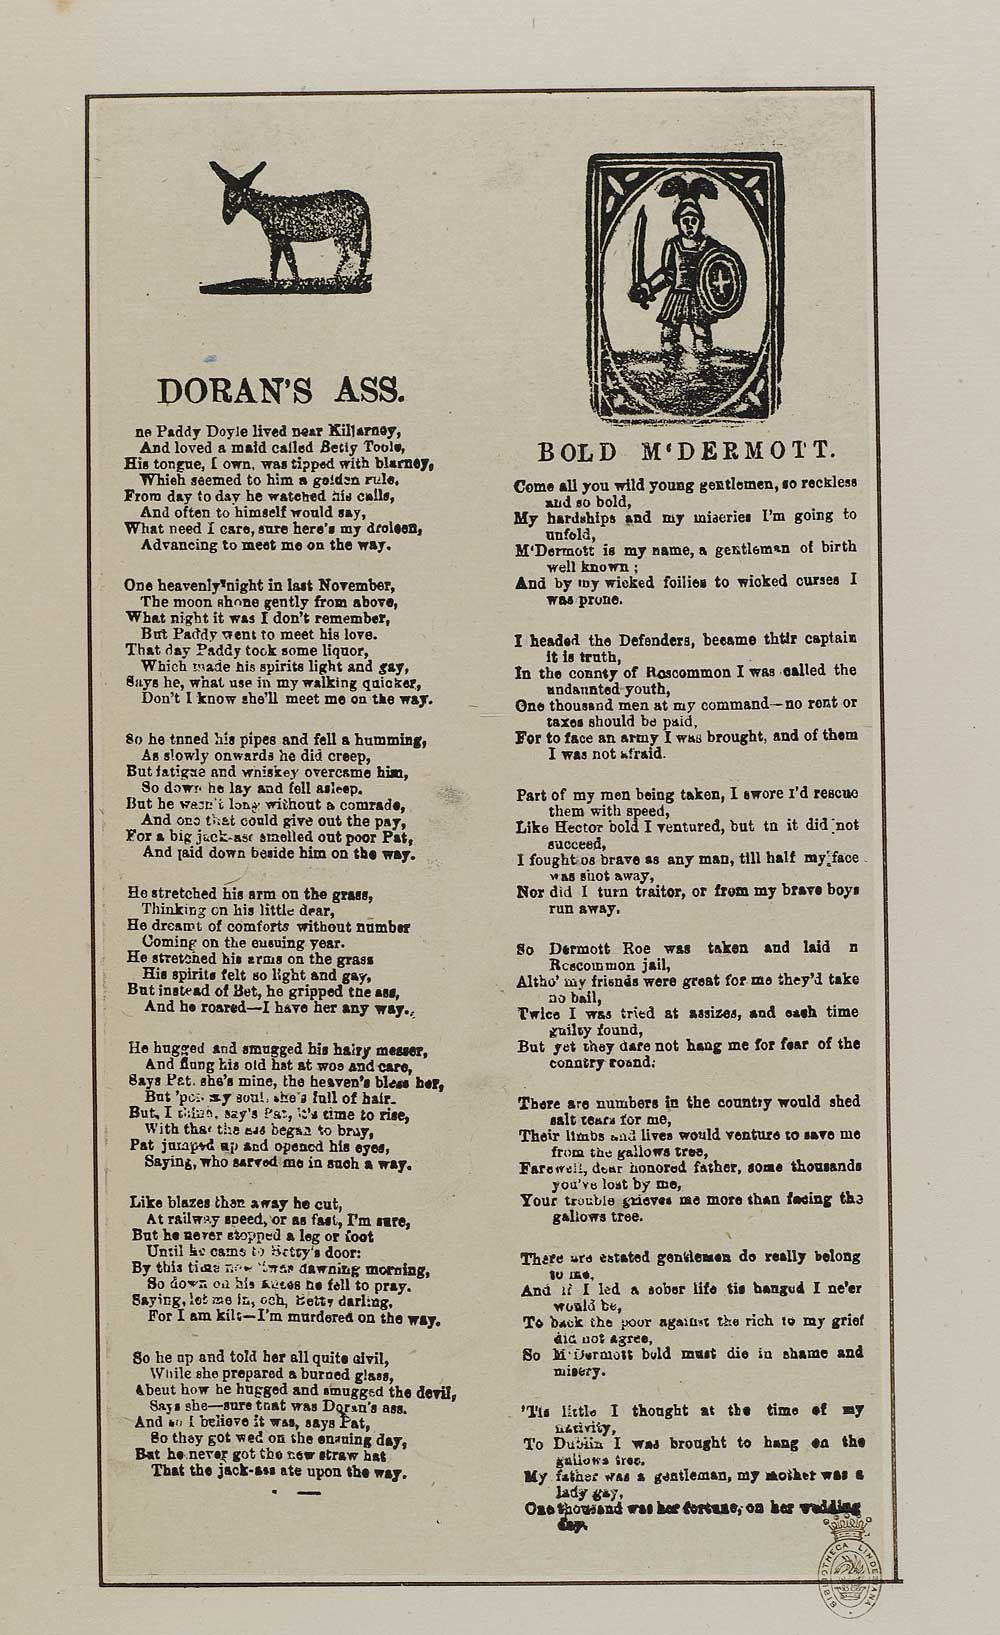 DORAN'S ASS.
ne Paddy Doyle lived near Killarney,
And loved a maid called Betty Toole,
His tongue, I own, was tipped with blarney,
Which seemed to him a golden rule.
From day to day he watched his calls,
And often to himself would say,
What need I care, sure here's my droleen,
Advancing to meet me on the way.
One heavenly night in last November,
The moon shone gently from above,
What night it was I don't remember,
But Paddy went to meet his love.
That day Paddy took some liquor,
Which made his spirits light and gay,
Says he, what use in my walking quicker,
Don't I know she'll meet me on the way.
So he tnned his pipes and fell a humming,
As slowly onwards he did creep,
But fatigue and whiskey overcame him,
So down he lay and fell asleep.
But he wasn't long without a comrade,
And one that could give out the pay,
For a big jack-ass smelled out poor Pat,
And laid down beside him on the way.
He stretched his arm on the grass,
Thinking on his little dear,
He dreamt of comforts without number
Coming on the eusuing year.
He stretched his arms on the grass
His spirits felt so light and gay,
But instead of Bet, he gripped the ass,
And he roared—I have her any way.
He hugged and smugged his hairy messer,
And flung his old hat at woe and care,
Says Pat. she's mine, the heaven's bless her,
But 'pon my soul, she's full of hair.
But, I think, say's Pat, it's time to rise,
With that the ass began to bray,
Pat jumped up and opened his eyes,
Saying, who sarved me in such a way.
Like blazes then away he cut,
At railway speed, or as fast, I'm sure,
But he never stopped a leg or foot
Until he came to Betty's door:
By this time now 'twas dawning morning,
So down on his knees he fell to pray.
Saying, let me in, och, Betty darling,
For I am kilt—I'm murdered on the way.
So he up and told her all quite civil,
While she prepared a burned glass,
About how he hugged and smugged the devil,
Says she—sure that was Doran's ass.
And so I believe it was, says Pat,
So they got wed on the ensuing day,
But he never got the new straw hat
That the jack-ass ate upon the way.
BOLD M'DERMOTT.
Come all you wild young gentlemen, so reckless
and so bold,
My hardships and my miseries I'm going to
unfold,
M'Dermott is my name, a gentleman of birth
well known ;
And by my wicked follies to wicked curses I
was prone.
I headed the Defenders, became thtir captain
it is truth,
In the connty of Roscommon I was called the
undaunted youth,
One thousand men at my command—no rent or
taxes should be paid,
For to face an army I was brought, and of them
I was not afraid.
Part of my men being taken, I swore I'd rescue
them with speed,
Like Hector bold I ventured, but tn it did not
succeed,
I fought os brave as any man, till half my face
was shot away,
Nor did I turn traitor, or from my brave boys
run away.
So Dermott Roe was taken and laid n
Roscommon jail,
Altho' my friends were great for me they'd take
no bail,
Twice I was tried at assizes, and each time
guilty found,
But yet they dare not hang me for fear of the
conntry round.
There are numbers in the country would shed
salt tears for me,
Their limbs and lives would venture to save me
from the gallows tree,
Farewell, dear honored father, some thousands
you've lost by me,
Your trouble grieves me more than facing the
gallows tree.
There are estated gentlemen do really belong
to me,
And if I led a sober life tis hanged I ne'er
would be,
To back the poor against the rich to my grief
did not agree,
So M'Dermott bold must die in shame and
misery.
'Tis little I thought at the time of my
nativity,
To Dublin I was brought to hang on the
gallows tree.
My father was a gentleman, my mother was a
lady gay,
One thousand was her fortune, on her wedding
day.
BIBLIOTHECA LINDESIANA